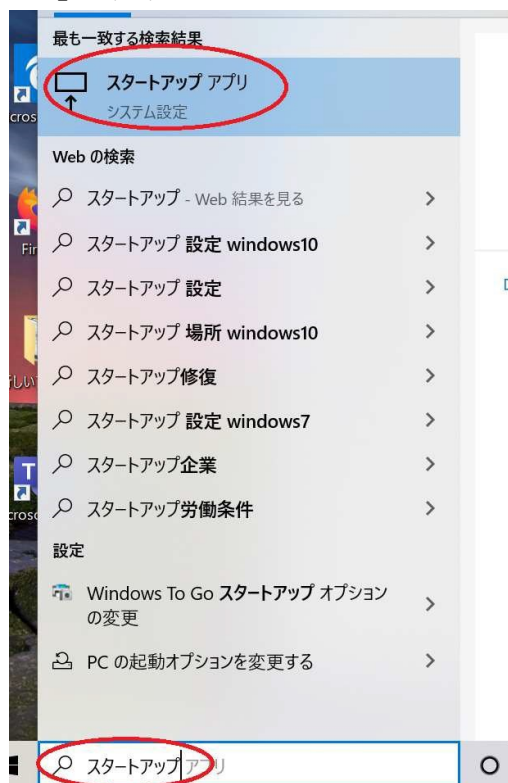 最も一致する検索結果
スタートアップ アプリ
システム設定
Web の検索
スタートアップ - Web 結果を見る
スタートアップ 設定 windows10
スタートアップ 設定
スタートアップ 場所 windows10
スタートアップ修復
スタートアップ 設定 windows7
スタートアップ企業
スタートアップ労働条件
設定
Windows To Go スタートアップ オプション
の変更
PC の起動オプションを変更する
スタートアップ アプリ